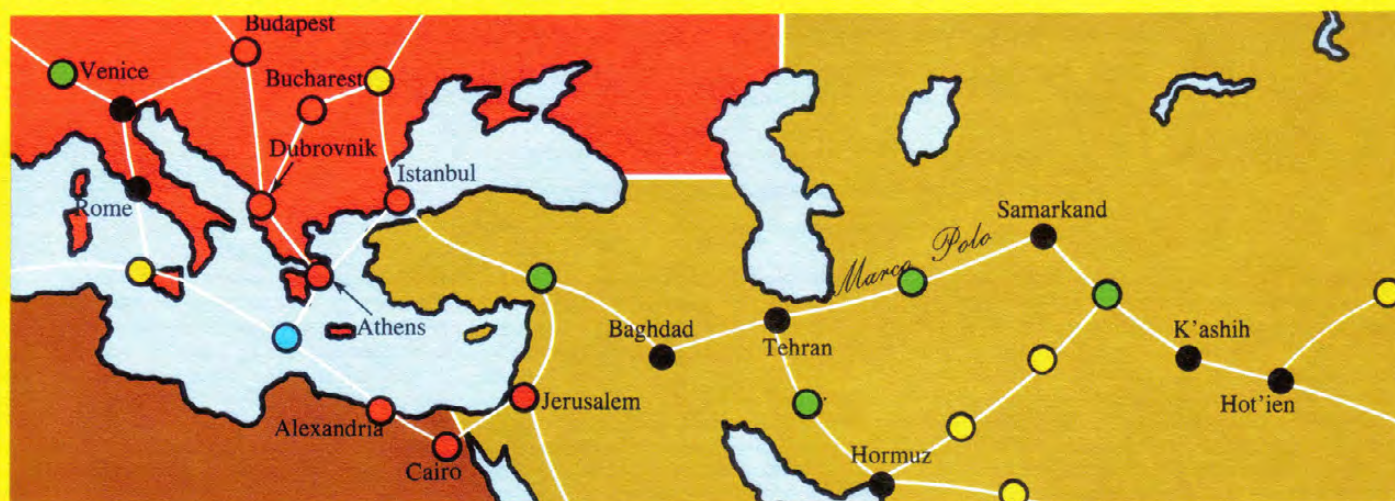 Budapest
Venice
Bucharest
Dubrovnik
Istanbul
Rome
Samarkand
Marco Polo
Athens
Baghdad
Tehran
K'ashih
Jerusalem
Hot'ien
Alexandria
Hormuz
Cairo